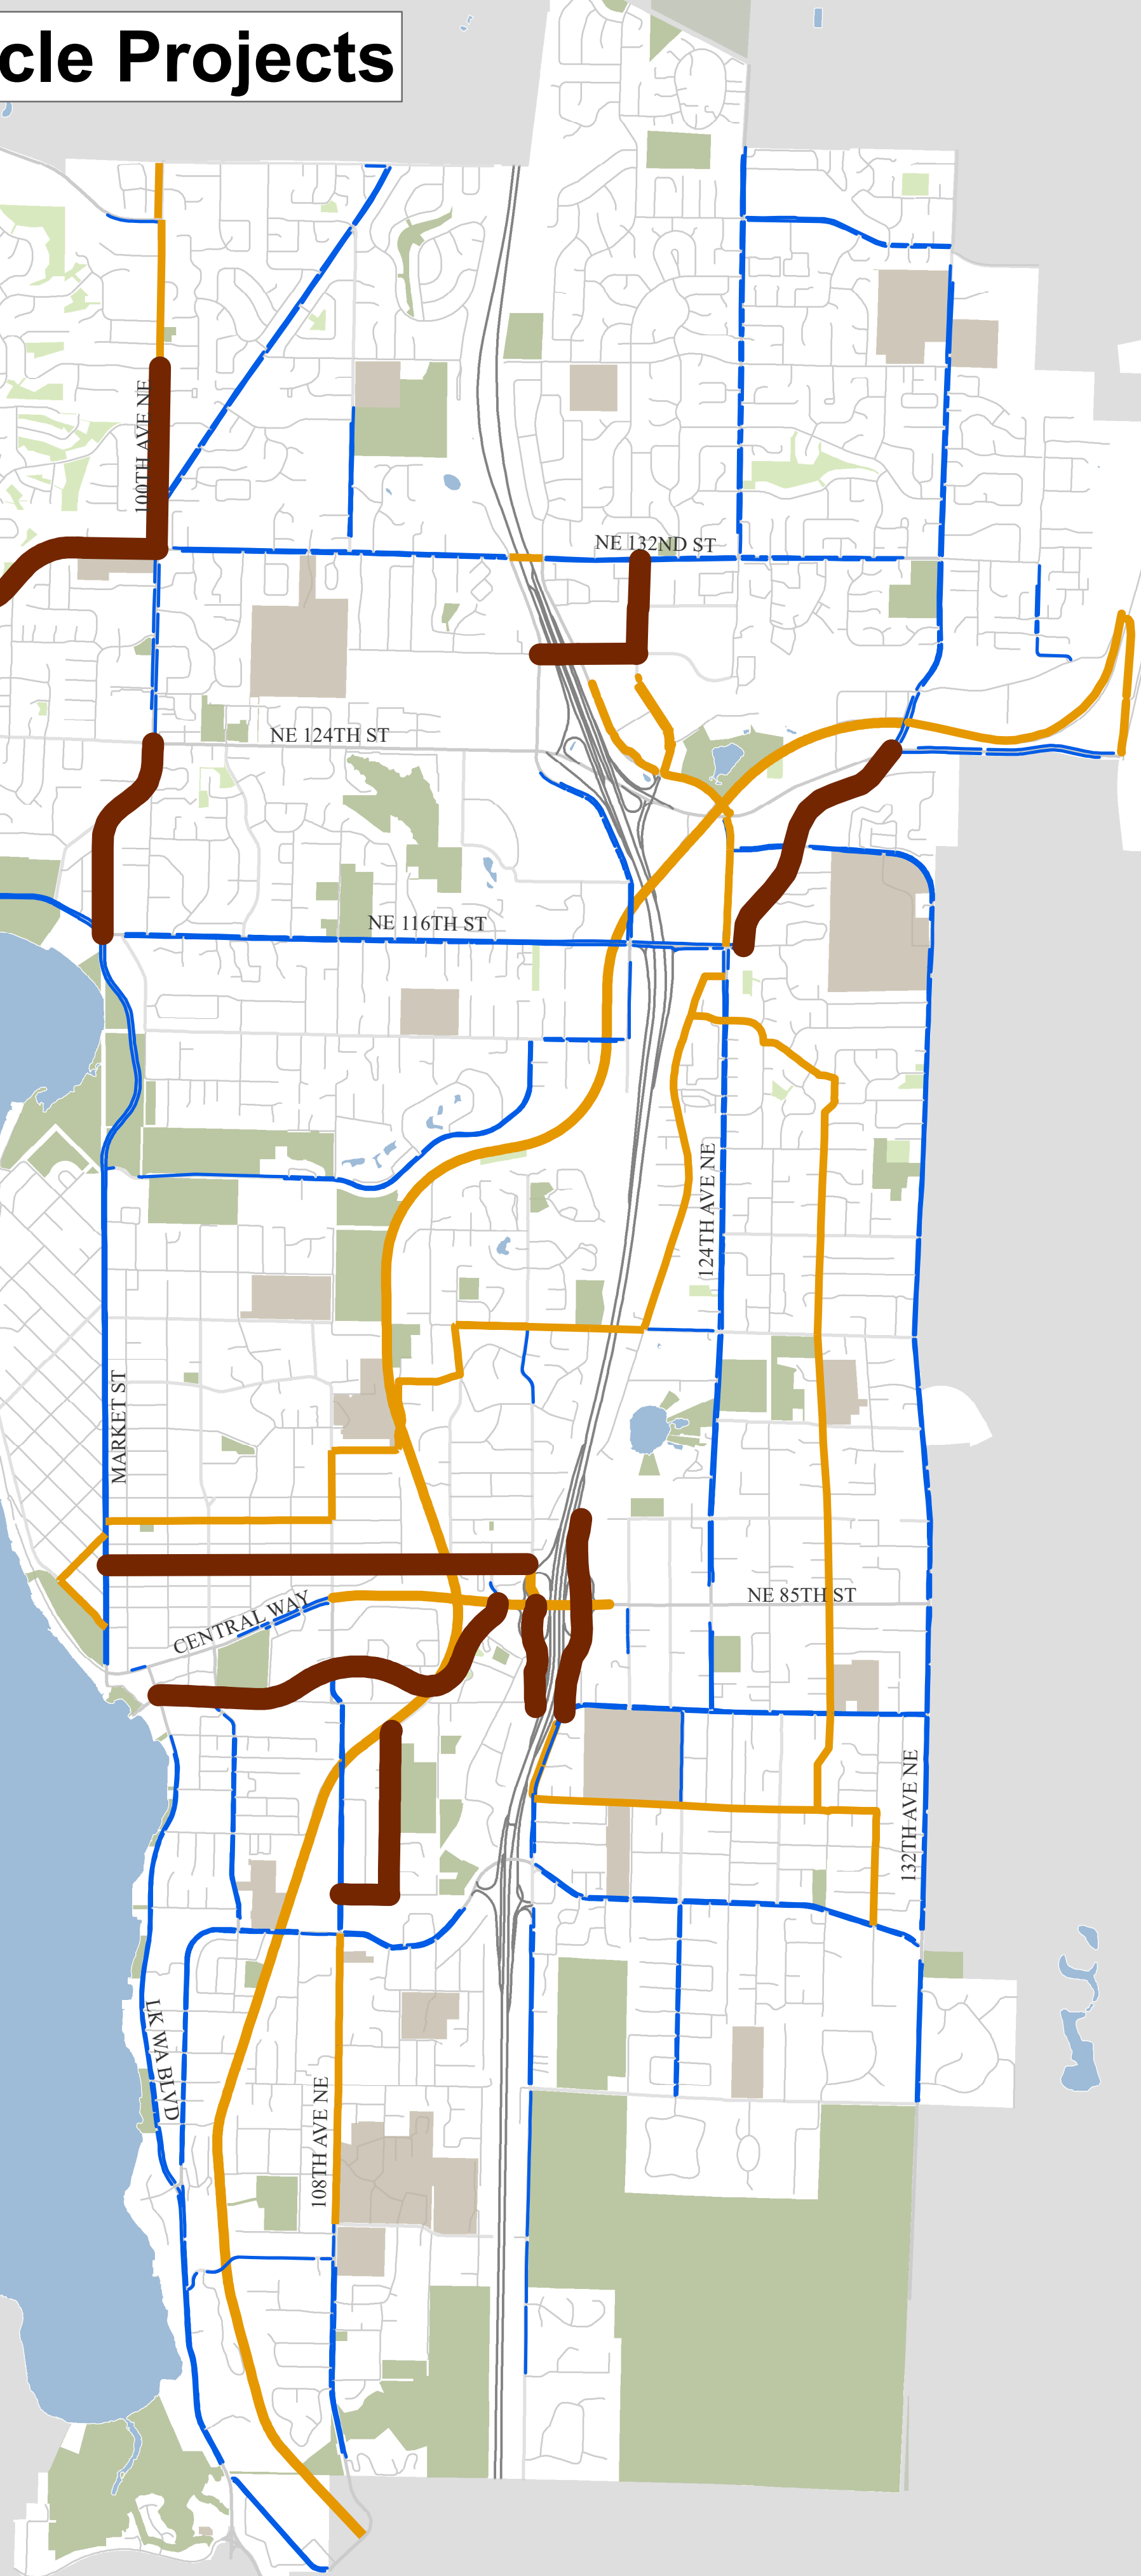 cle Projects
100TH AVE NE
NE 132ND ST
NE 124TH ST
NE 116TH ST
124TH AVE NE
MARKET ST
CENTRAL WAY
NE 85TH ST
132TH AVE NE
LK WA BLVD
108TH AVE NE